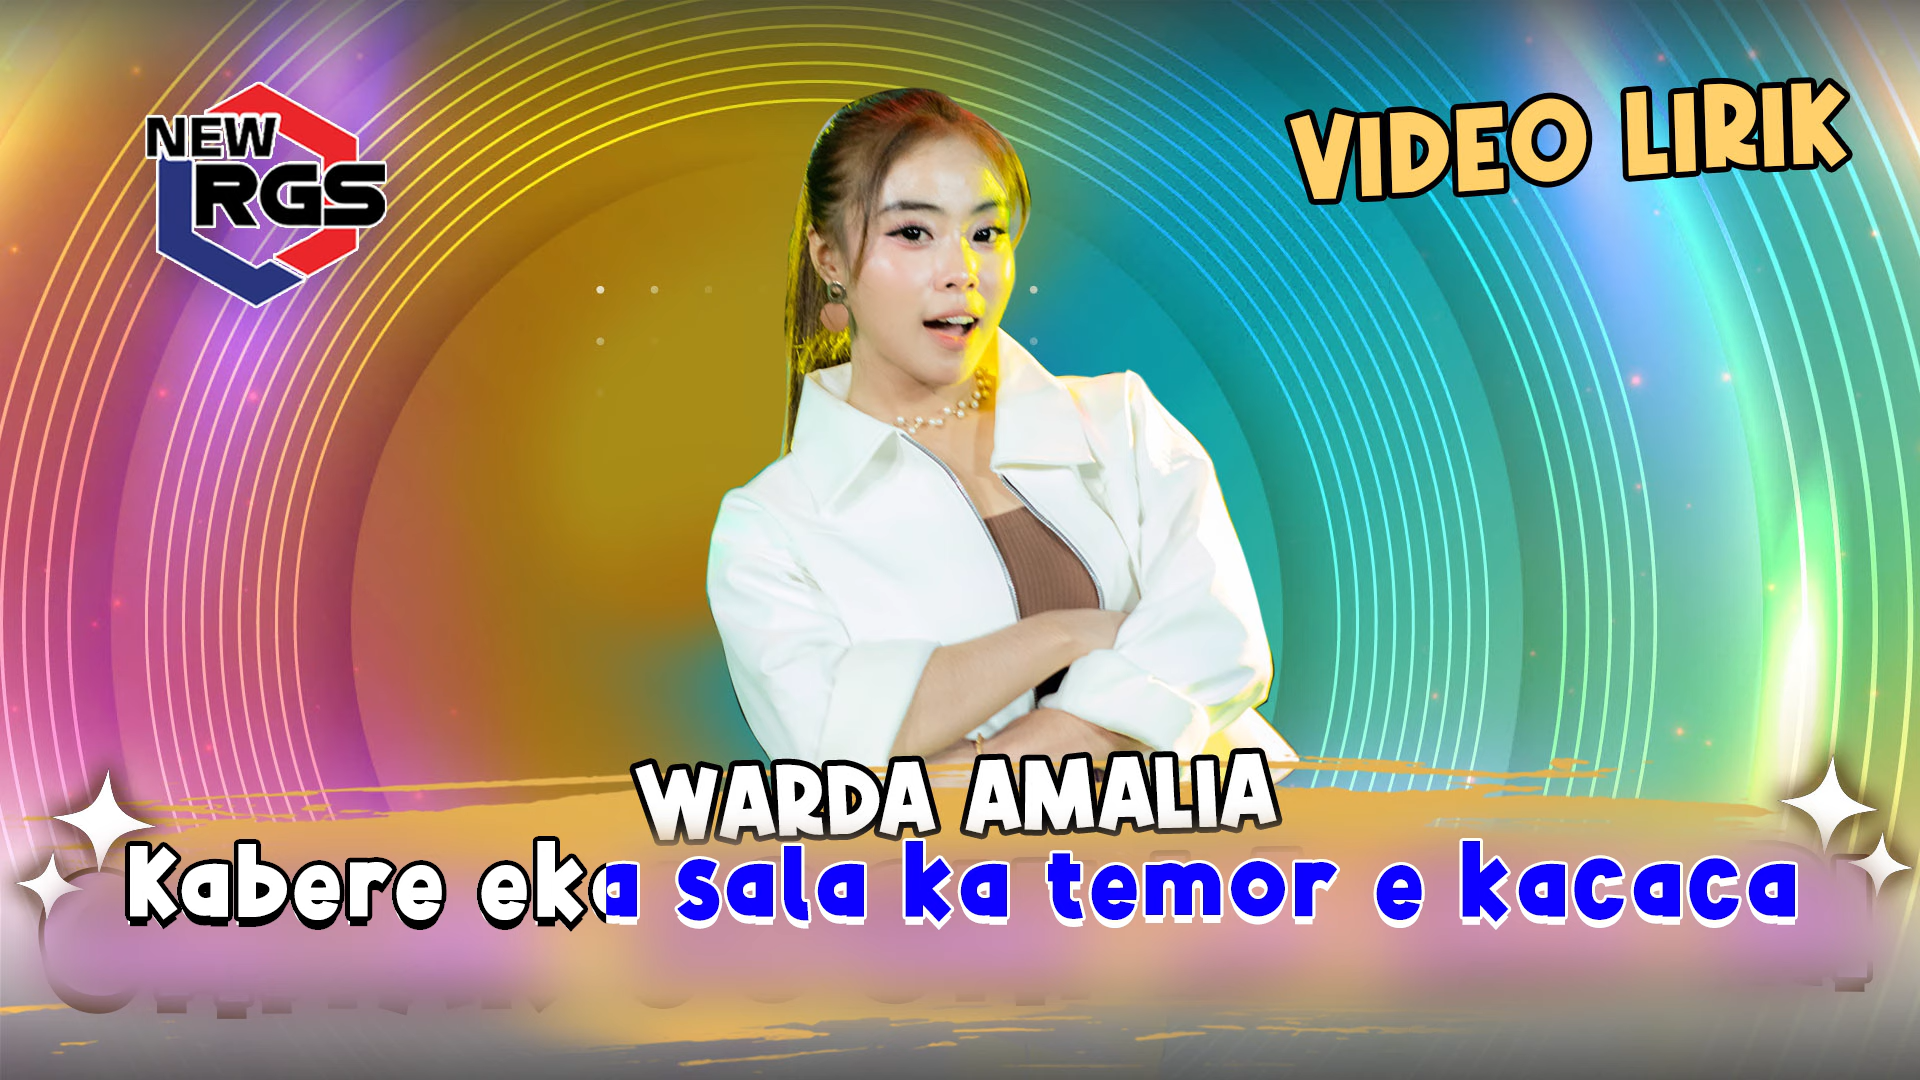 NEW
RGS
VIDEO LIRIK
WARDA AMALIA
Kabere eka sala ka temor e kacaca